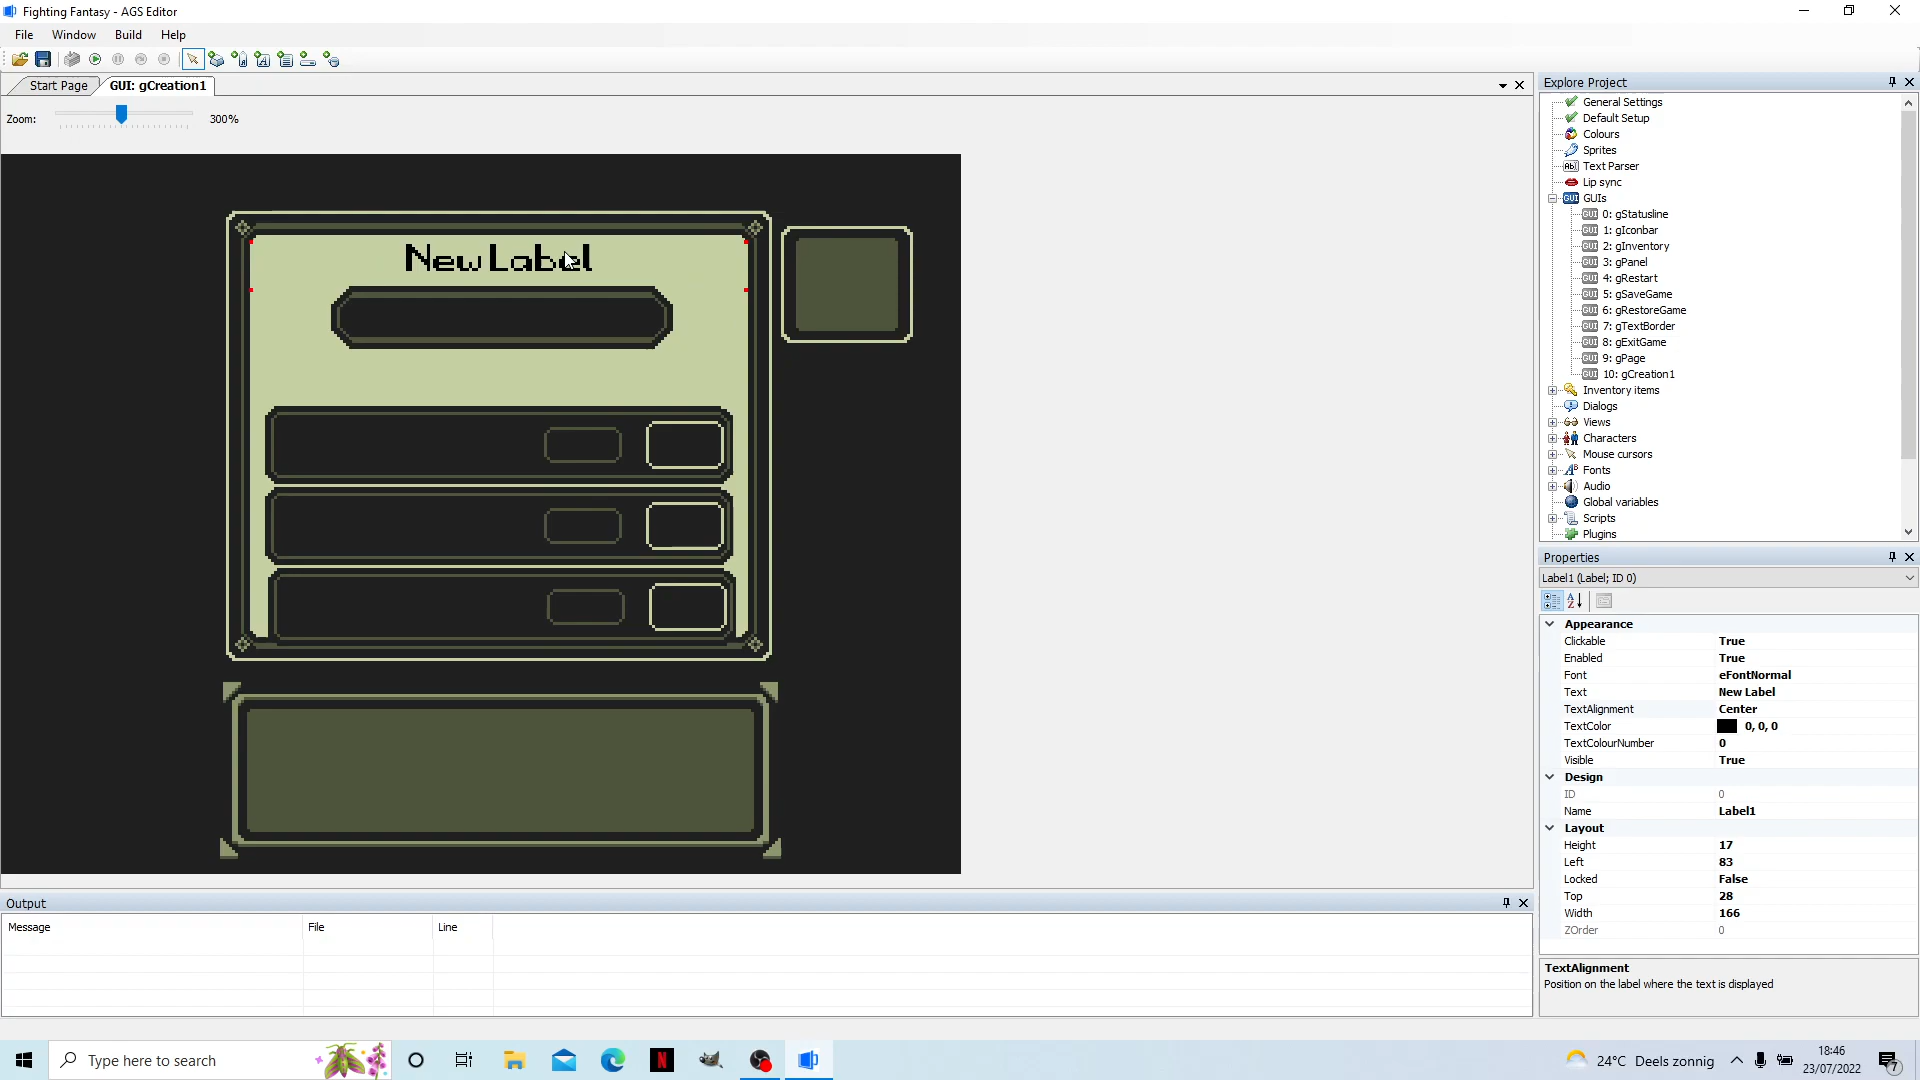 Fighting Fantasy - AGS Editor
File Window Build Help
Start Page GUI: gCreation1
Zoom: 300%
New Label
Explore Project
General Settings
Default Setup
Colours
Sprites
Text Parser
Lip sync
GUIs
0: gStatusline
1: gIconbar
2: gInventory
3: gPanel
4: gRestart
5: gSaveGame
6: gRestoreGame
7: gTextBorder
8: gExitGame
9: gPage
10: gCreation1
Inventory items
Dialogs
Views
Characters
Mouse cursors
Fonts
Audio
Global variables
Scripts
Plugins
Properties
Label1 (Label; ID 0)
Appearance
Clickable True
Enabled True
Font eFontNormal
Text New Label
TextAlignment Center
TextColor 0, 0, 0
TextColourNumber 0
Visible True
Design
ID 0
Name Label1
Layout
Height 17
Left 83
Locked False
Top 28
Width 166
ZOrder 0
TextAlignment
Position on the label where the text is displayed
Output
Message File Line
Type here to search
24°C Deels zonnig
18:46
23/07/2022
7